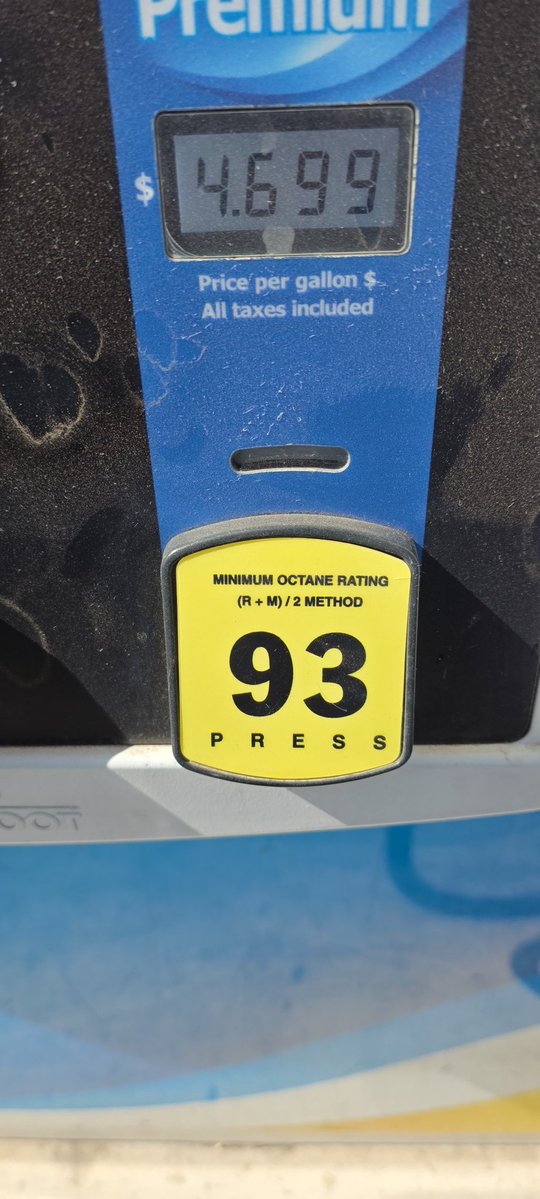 Premium
$ 4.699
Price per gallon $
All taxes included
MINIMUM OCTANE RATING
(R + M) / 2 METHOD
93
PRESS